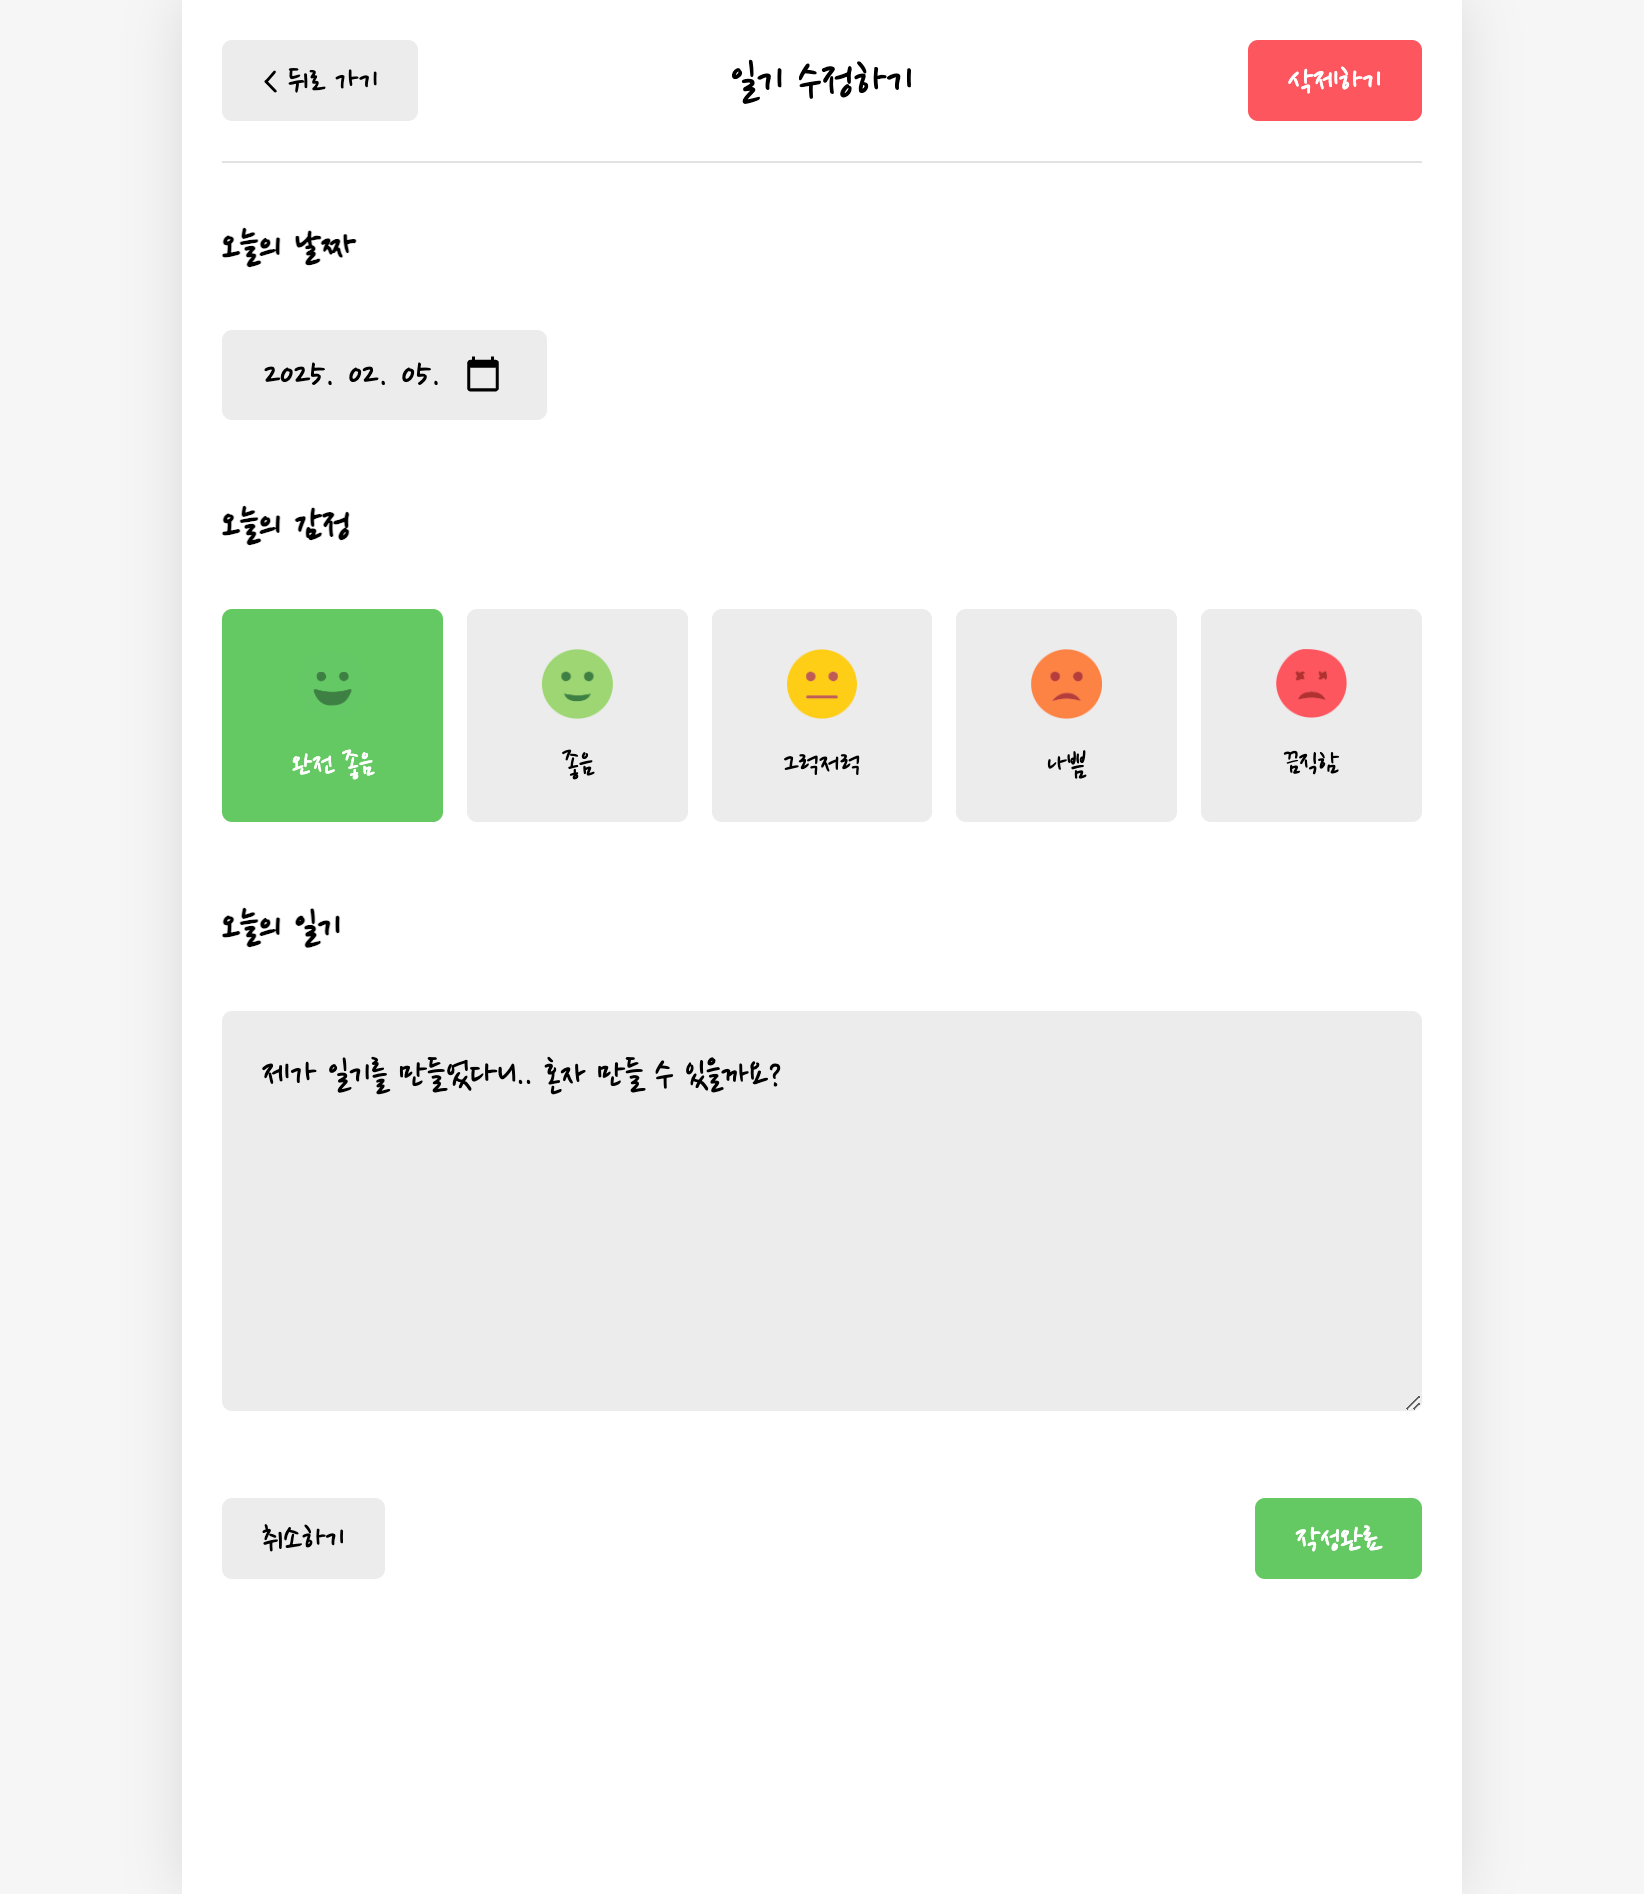 < 뒤로 가기
일기 수정하기
삭제하기
오늘의 날짜
2025. 02. 05.
오늘의 감정
완전 좋음
좋음
그럭저럭
나쁨
끔직함
오늘의 일기
제가 일기를 만들었다니.. 혼자 만들 수 있을까요?
취소하기
작성완료